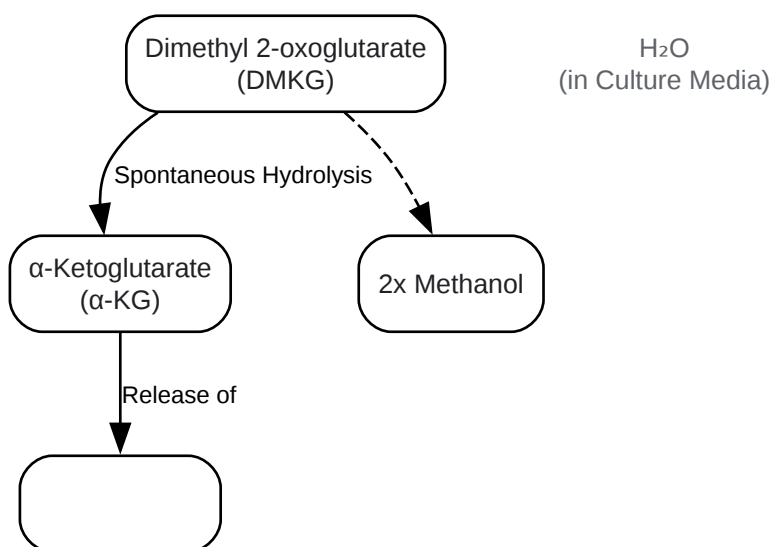 Dimethyl 2-oxoglutarate
(DMKG)
H₂O
(in Culture Media)
Spontaneous Hydrolysis
α-Ketoglutarate
(α-KG)
2x Methanol
Release of